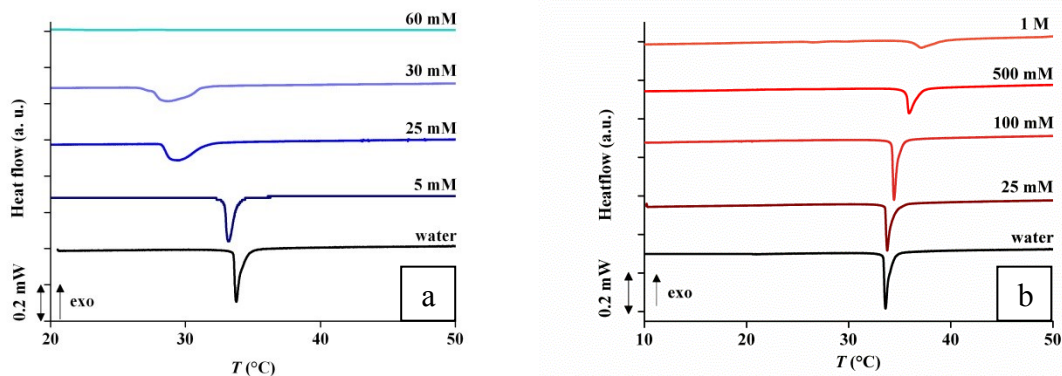 60 mM
30 mM
25 mM
5 mM
water
Heat flow (a. u.)
0.2 mW
exo
a
20 30 40 50
T (°C)
1 M
500 mM
100 mM
25 mM
water
Heatflow (a.u.)
0.2 mW
exo
b
10 20 30 40 50
T (°C)